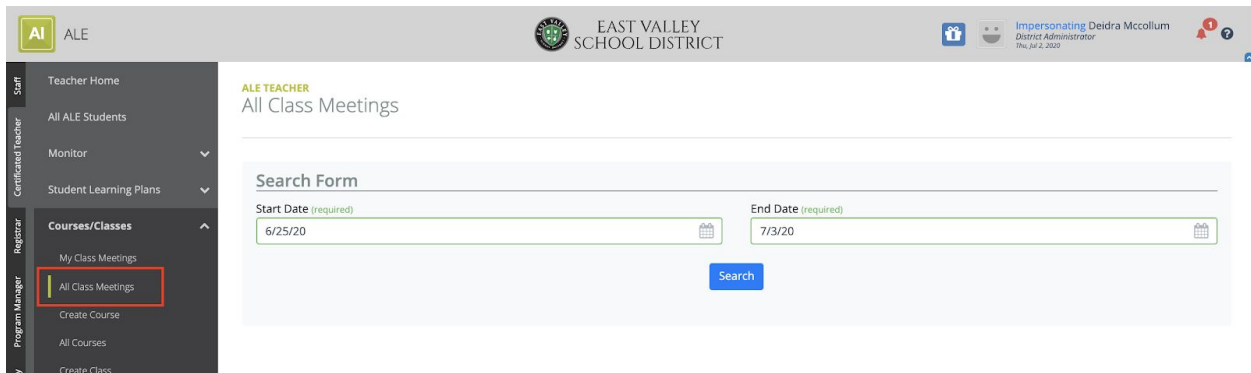 AI ALE
EAST VALLEY
SCHOOL DISTRICT
Impersonating Deidra Mccollum
District Administrator
Thu, Jul 2, 2020
1
?
Staff
Certificated Teacher
Registrar
Program Manager
Teacher Home
All ALE Students
Monitor
Student Learning Plans
Courses/Classes
My Class Meetings
All Class Meetings
Create Course
All Courses
Create Class
ALE TEACHER
All Class Meetings
Search Form
Start Date (required)
End Date (required)
6/25/20
7/3/20
Search